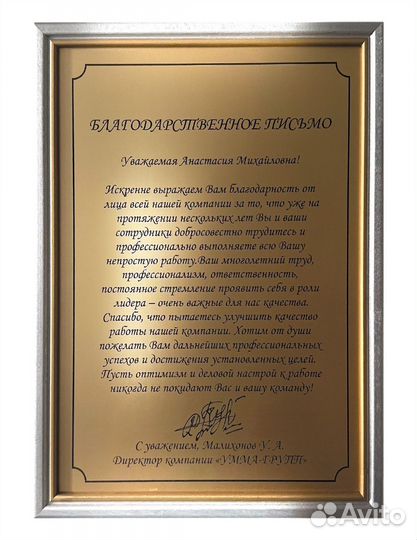 БЛАГОДАРСТВЕННОЕ ПИСЬМО
Уважаемая Анастасия Михайловна!
Искренне выражаем Вам благодарность от
лица всей нашей компании за то, что уже на
протяжении нескольких лет Вы и ваши
сотрудники добросовестно трудитесь и
профессионально выполняете всю Вашу
непростую работу.Ваш многолетний труд,
профессионализм, ответственность,
постоянное стремление проявить себя в роли
лидера – очень важные для нас качества.
Спасибо, что пытаетесь улучшить качество
работы нашей компании. Хотим от души
пожелать Вам дальнейших профессиональных
успехов и достижения установленных целей.
Пусть оптимизм и деловой настрой к работе
никогда не покидают Вас и вашу команду!
С уважением, Малихонов У. А.
Директор компании «УММА-ГРУПП»
Avito